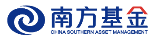 南方基金
CHINA SOUTHERN ASSET MANAGEMENT